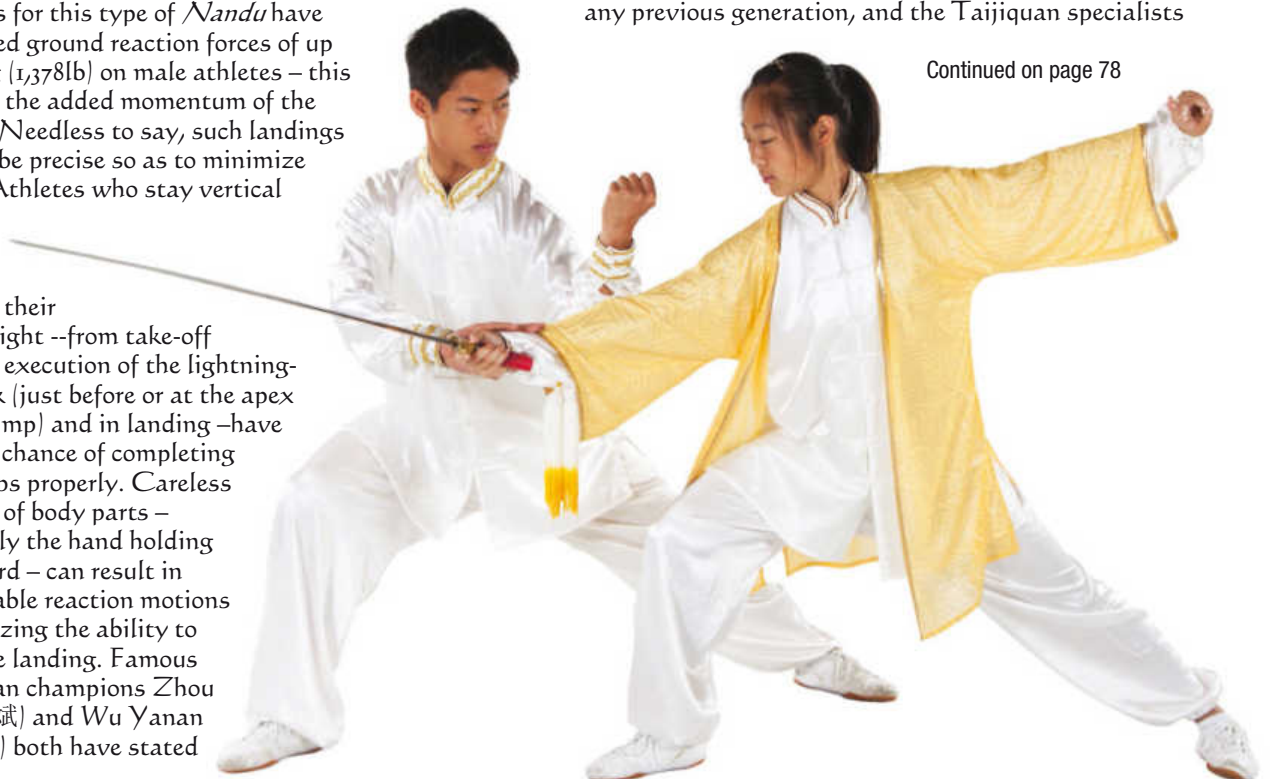 s for this type of Nandu have
ed ground reaction forces of up
(1,378lb) on male athletes – this
the added momentum of the
Needless to say, such landings
be precise so as to minimize
Athletes who stay vertical
their
ight --from take-off
execution of the lightning-
k (just before or at the apex
mp) and in landing –have
chance of completing
ps properly. Careless
of body parts –
ly the hand holding
rd – can result in
able reaction motions
zing the ability to
e landing. Famous
an champions Zhou
斌) and Wu Yanan
) both have stated
any previous generation, and the Taijiquan specialists
Continued on page 78